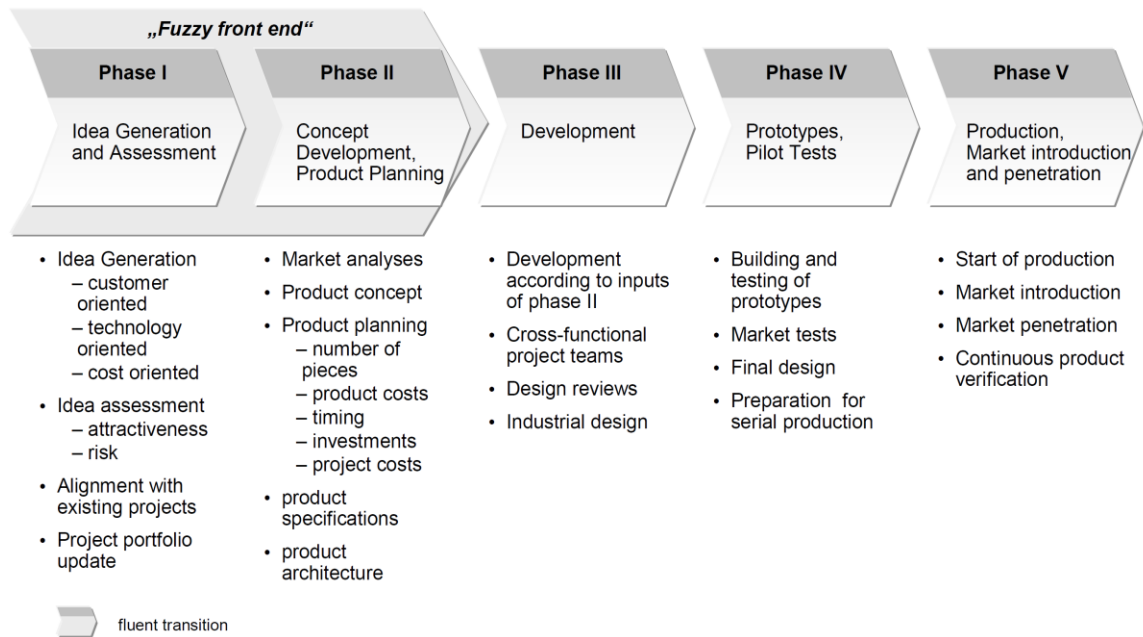 „Fuzzy front end“
Phase I
Idea Generation
and Assessment
Phase II
Concept
Development,
Product Planning
Phase III
Development
Phase IV
Prototypes,
Pilot Tests
Phase V
Production,
Market introduction
and penetration
• Idea Generation
– customer
oriented
– technology
oriented
– cost oriented
• Idea assessment
– attractiveness
– risk
• Alignment with
existing projects
• Project portfolio
update
• Market analyses
• Product concept
• Product planning
– number of
pieces
– product costs
– timing
– investments
– project costs
• product
specifications
• product
architecture
• Development
according to inputs
of phase II
• Cross-functional
project teams
• Design reviews
• Industrial design
• Building and
testing of
prototypes
• Market tests
• Final design
• Preparation for
serial production
• Start of production
• Market introduction
• Market penetration
• Continuous product
verification
fluent transition